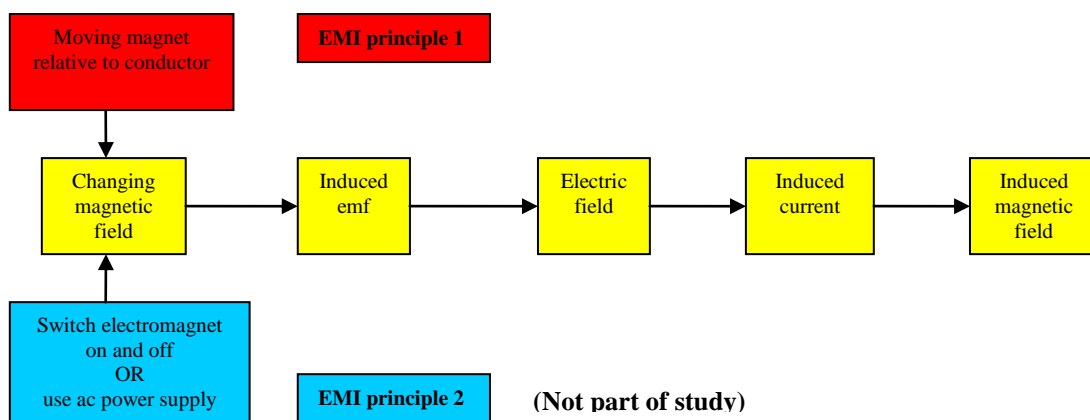 Moving magnet
relative to conductor
EMI principle 1
Changing
magnetic
field
Induced
emf
Electric
field
Induced
current
Induced
magnetic
field
Switch electromagnet
on and off
OR
use ac power supply
EMI principle 2
(Not part of study)